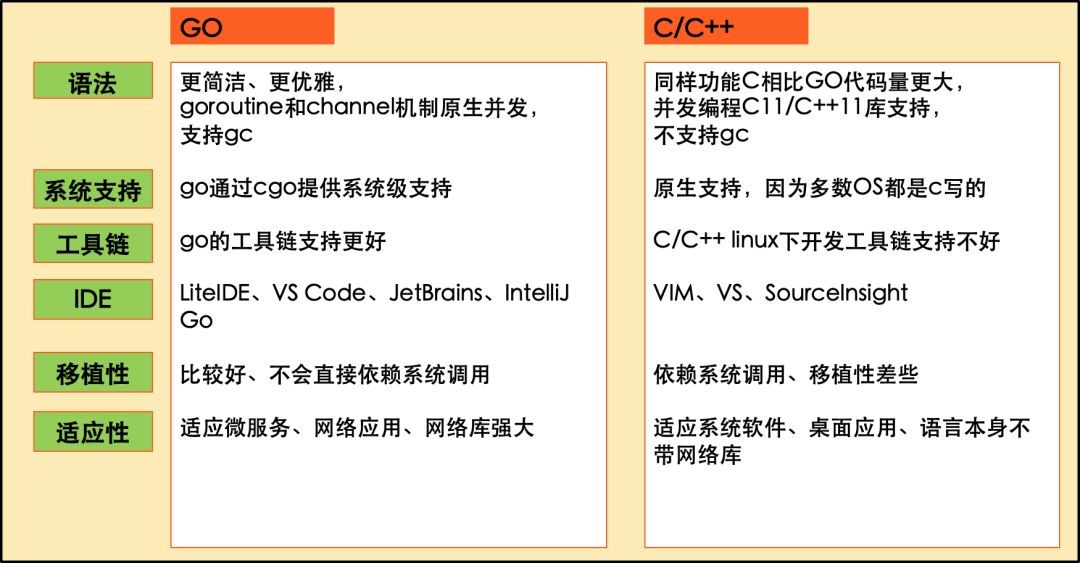 GO
C/C++
语法
更简洁、更优雅，
goroutine和channel机制原生并发，
支持gc
同样功能C相比GO代码量更大，
并发编程C11/C++11库支持，
不支持gc
系统支持
go通过cgo提供系统级支持
原生支持，因为多数OS都是c写的
工具链
go的工具链支持更好
C/C++ linux下开发工具链支持不好
IDE
LiteIDE、VS Code、JetBrains、IntelliJ
Go
VIM、VS、SourceInsight
移植性
比较好、不会直接依赖系统调用
依赖系统调用、移植性差些
适应性
适应微服务、网络应用、网络库强大
适应系统软件、桌面应用、语言本身不
带网络库